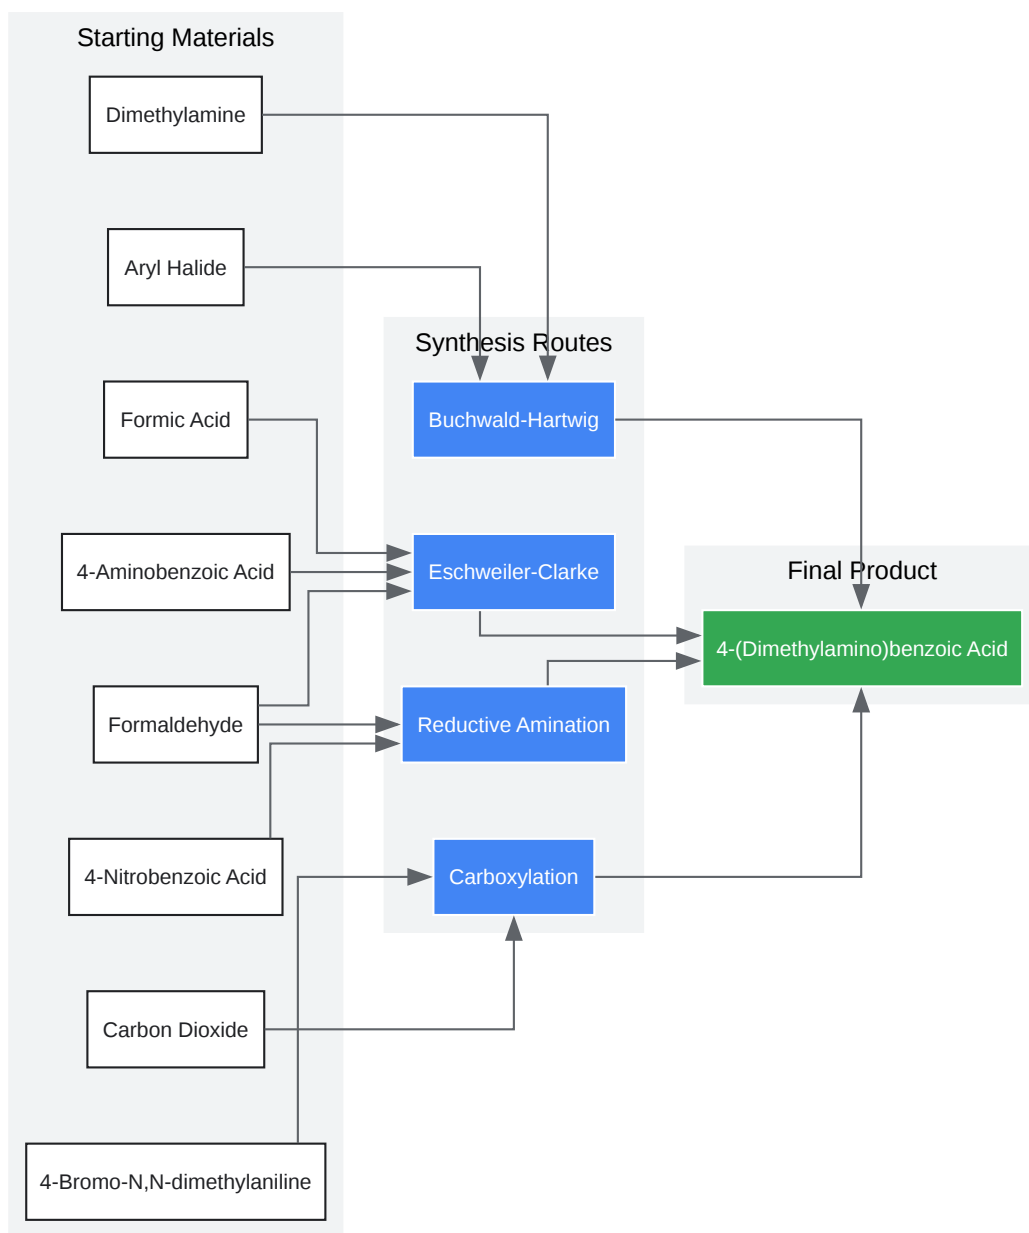 Starting Materials
Dimethylamine
Aryl Halide
Formic Acid
4-Aminobenzoic Acid
Formaldehyde
4-Nitrobenzoic Acid
Carbon Dioxide
4-Bromo-N,N-dimethylaniline
Synthesis Routes
Buchwald-Hartwig
Eschweiler-Clarke
Reductive Amination
Carboxylation
Final Product
4-(Dimethylamino)benzoic Acid